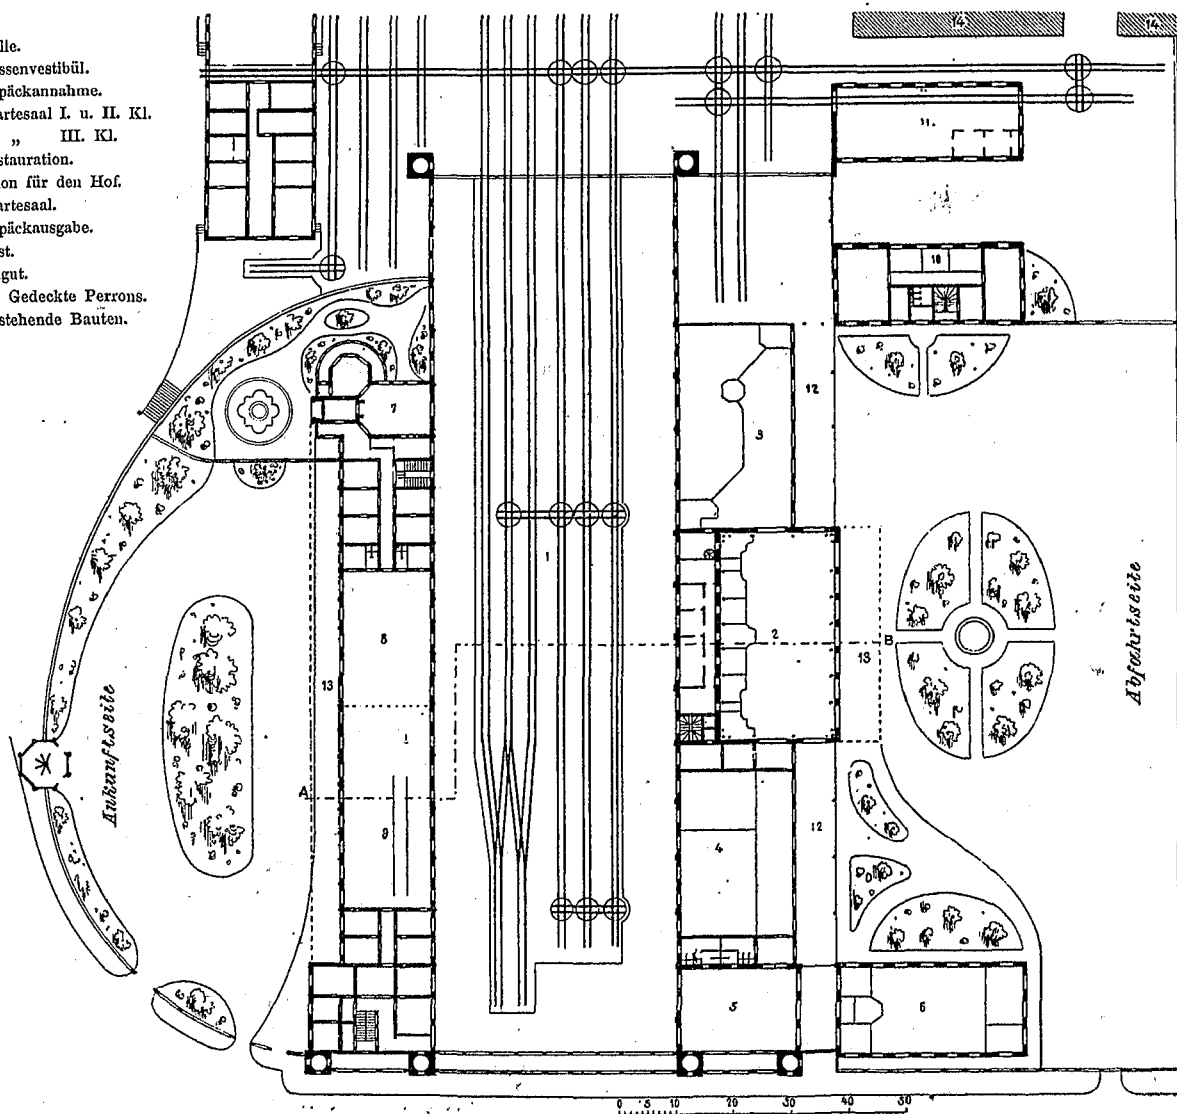 lle.
ssenvestibül.
päckannahme.
artesaal I. u. II. Kl.
„ III. Kl.
stauration.
on für den Hof.
artesaal.
päckausgabe.
st.
gut.
Gedeckte Perrons.
stehende Bauten.
14
14
11.
10
7
12
3
1
8
2
13
B
13
Ankunftseite
Abfahrtseite
A
9
4
12
5
6
0 5 10 20 30 40 50